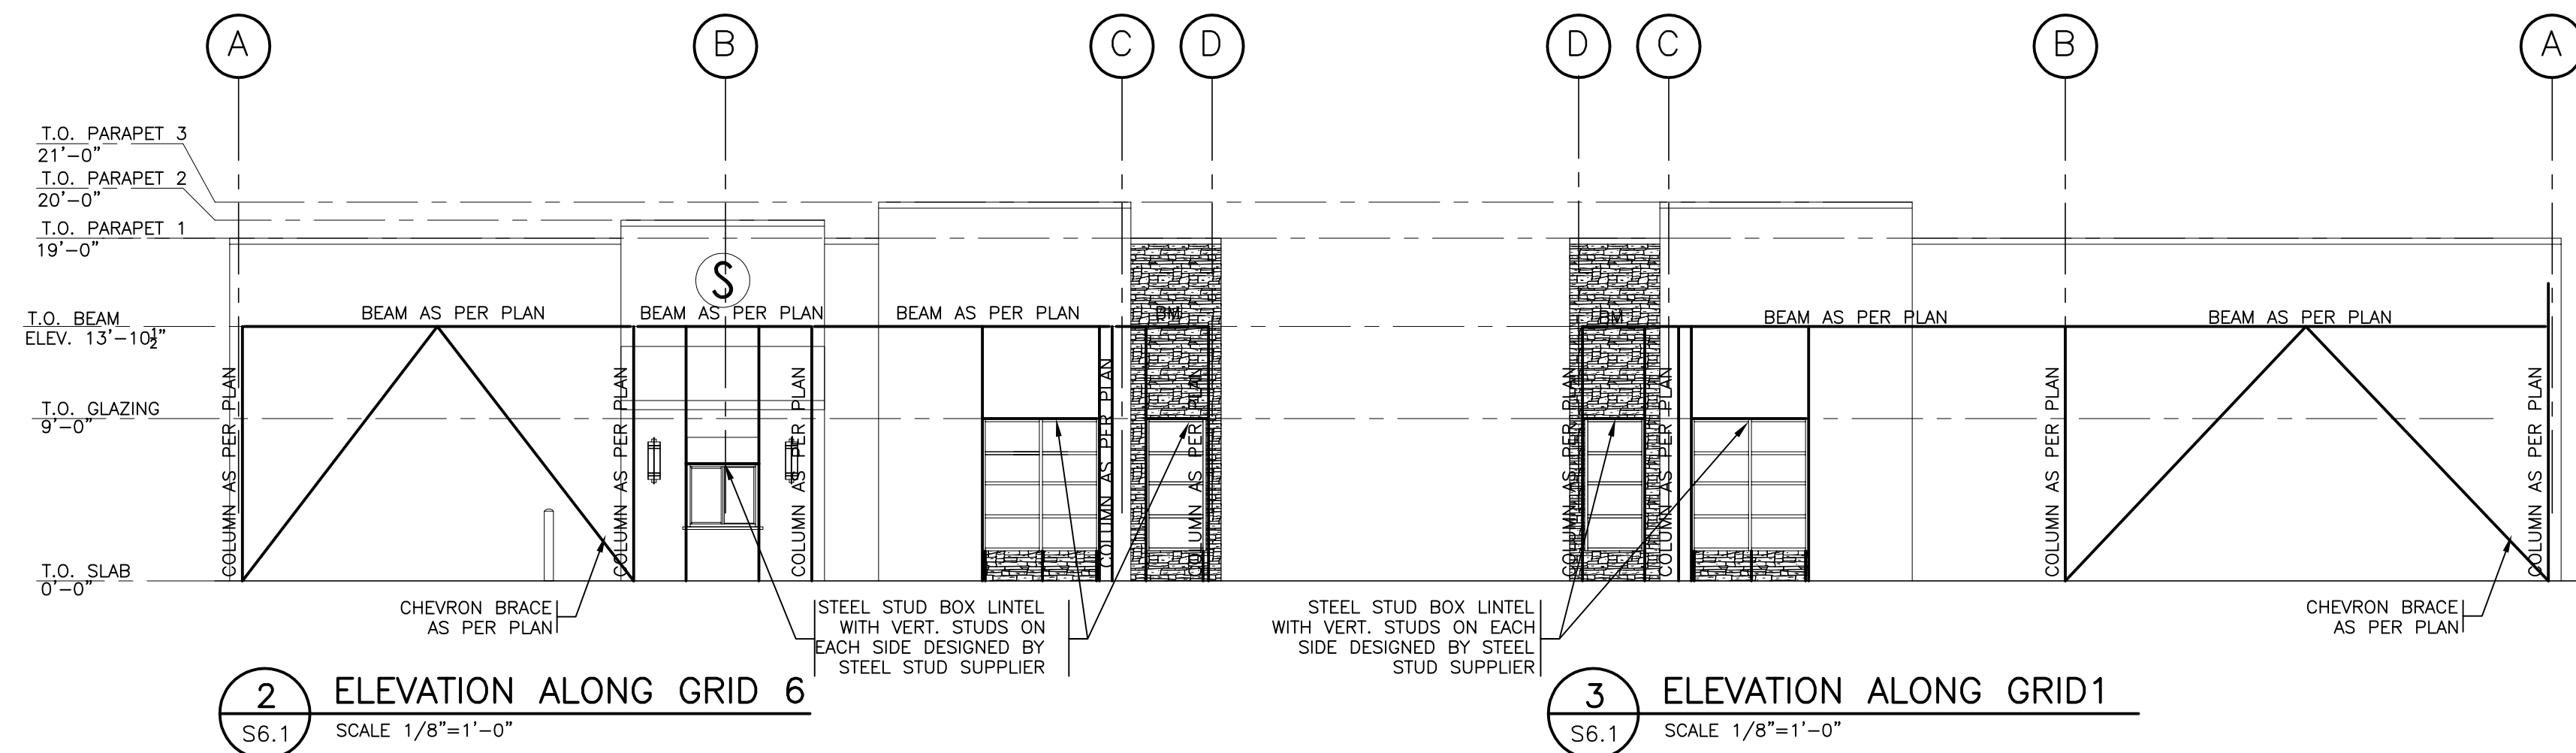 A B C D D C B A
T.O. PARAPET 3
21'-0"
T.O. PARAPET 2
20'-0"
T.O. PARAPET 1
19'-0"
S
BEAM AS PER PLAN BEAM AS PER PLAN BEAM AS PER PLAN BM BM BEAM AS PER PLAN BEAM AS PER PLAN
T.O. BEAM
ELEV. 13'-10½"
T.O. GLAZING
9'-0"
COLUMN AS PER PLAN
COLUMN AS PER PLAN
COLUMN AS PER PLAN
COLUMN AS PER PLAN
COLUMN AS PER PLAN
COLUMN AS PER PLAN
COLUMN AS PER PLAN
COLUMN AS PER PLAN
COLUMN AS PER PLAN
T.O. SLAB
0'-0"
CHEVRON BRACE
AS PER PLAN
STEEL STUD BOX LINTEL
WITH VERT. STUDS ON
EACH SIDE DESIGNED BY
STEEL STUD SUPPLIER
STEEL STUD BOX LINTEL
WITH VERT. STUDS ON EACH
SIDE DESIGNED BY STEEL
STUD SUPPLIER
CHEVRON BRACE
AS PER PLAN
2 ELEVATION ALONG GRID 6
S6.1 SCALE 1/8"=1'-0"
3 ELEVATION ALONG GRID1
S6.1 SCALE 1/8"=1'-0"